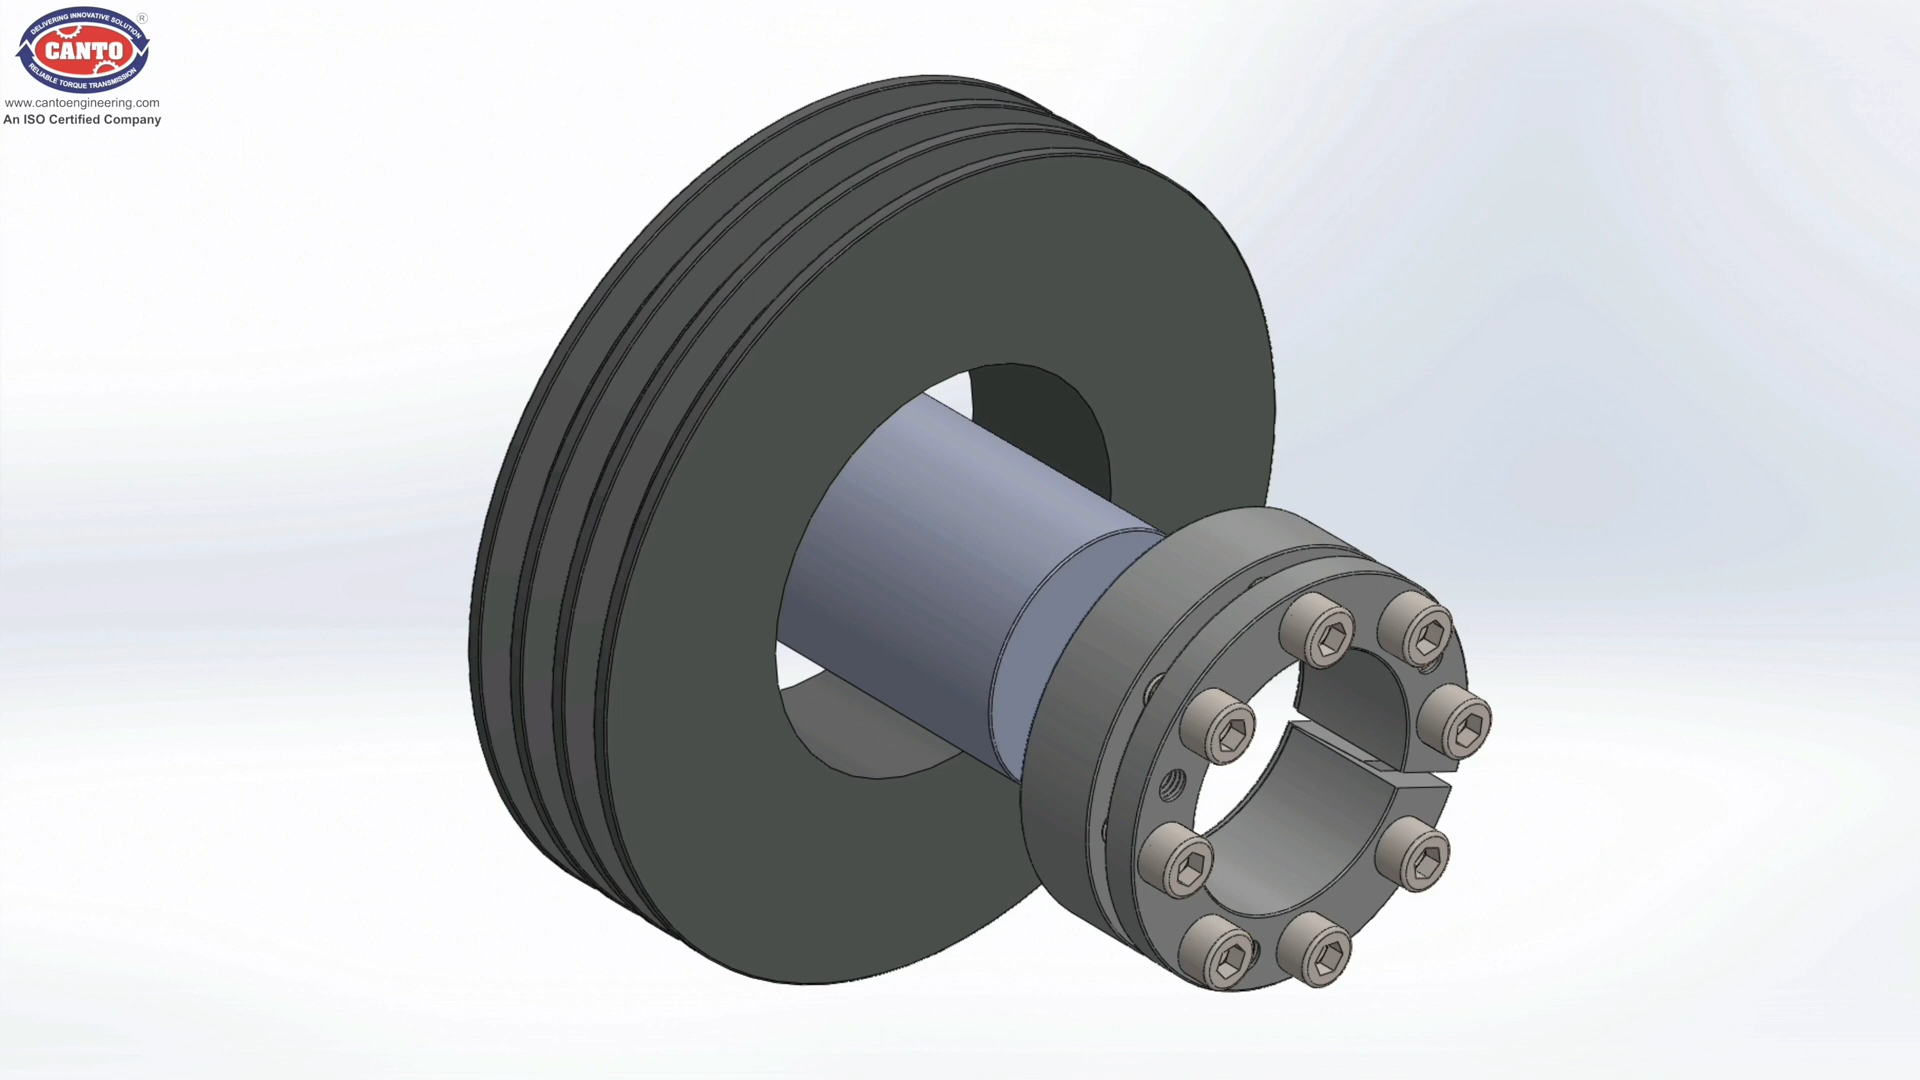 DELIVERING INNOVATIVE SOLUTION
®
CANTO
RELIABLE TORQUE TRANSMISSION
www.cantoengineering.com
An ISO Certified Company